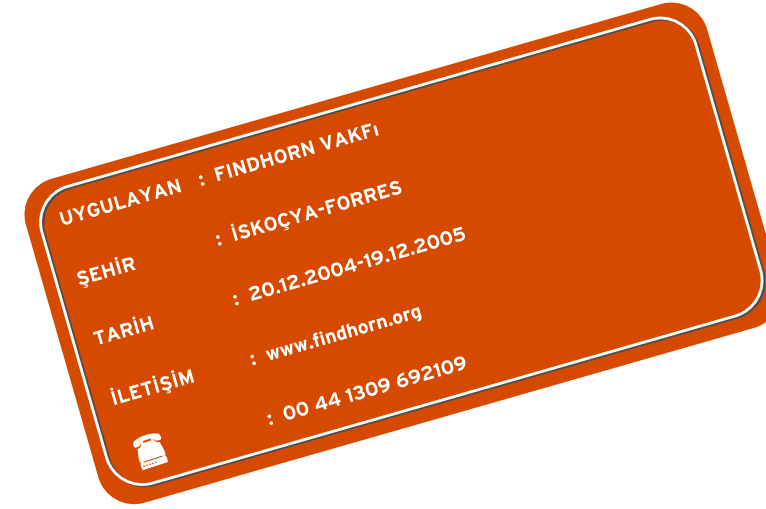 UYGULAYAN : FINDHORN VAKFı
ŞEHİR : İSKOÇYA-FORRES
TARİH : 20.12.2004-19.12.2005
İLETİŞİM : www.findhorn.org
: 00 44 1309 692109